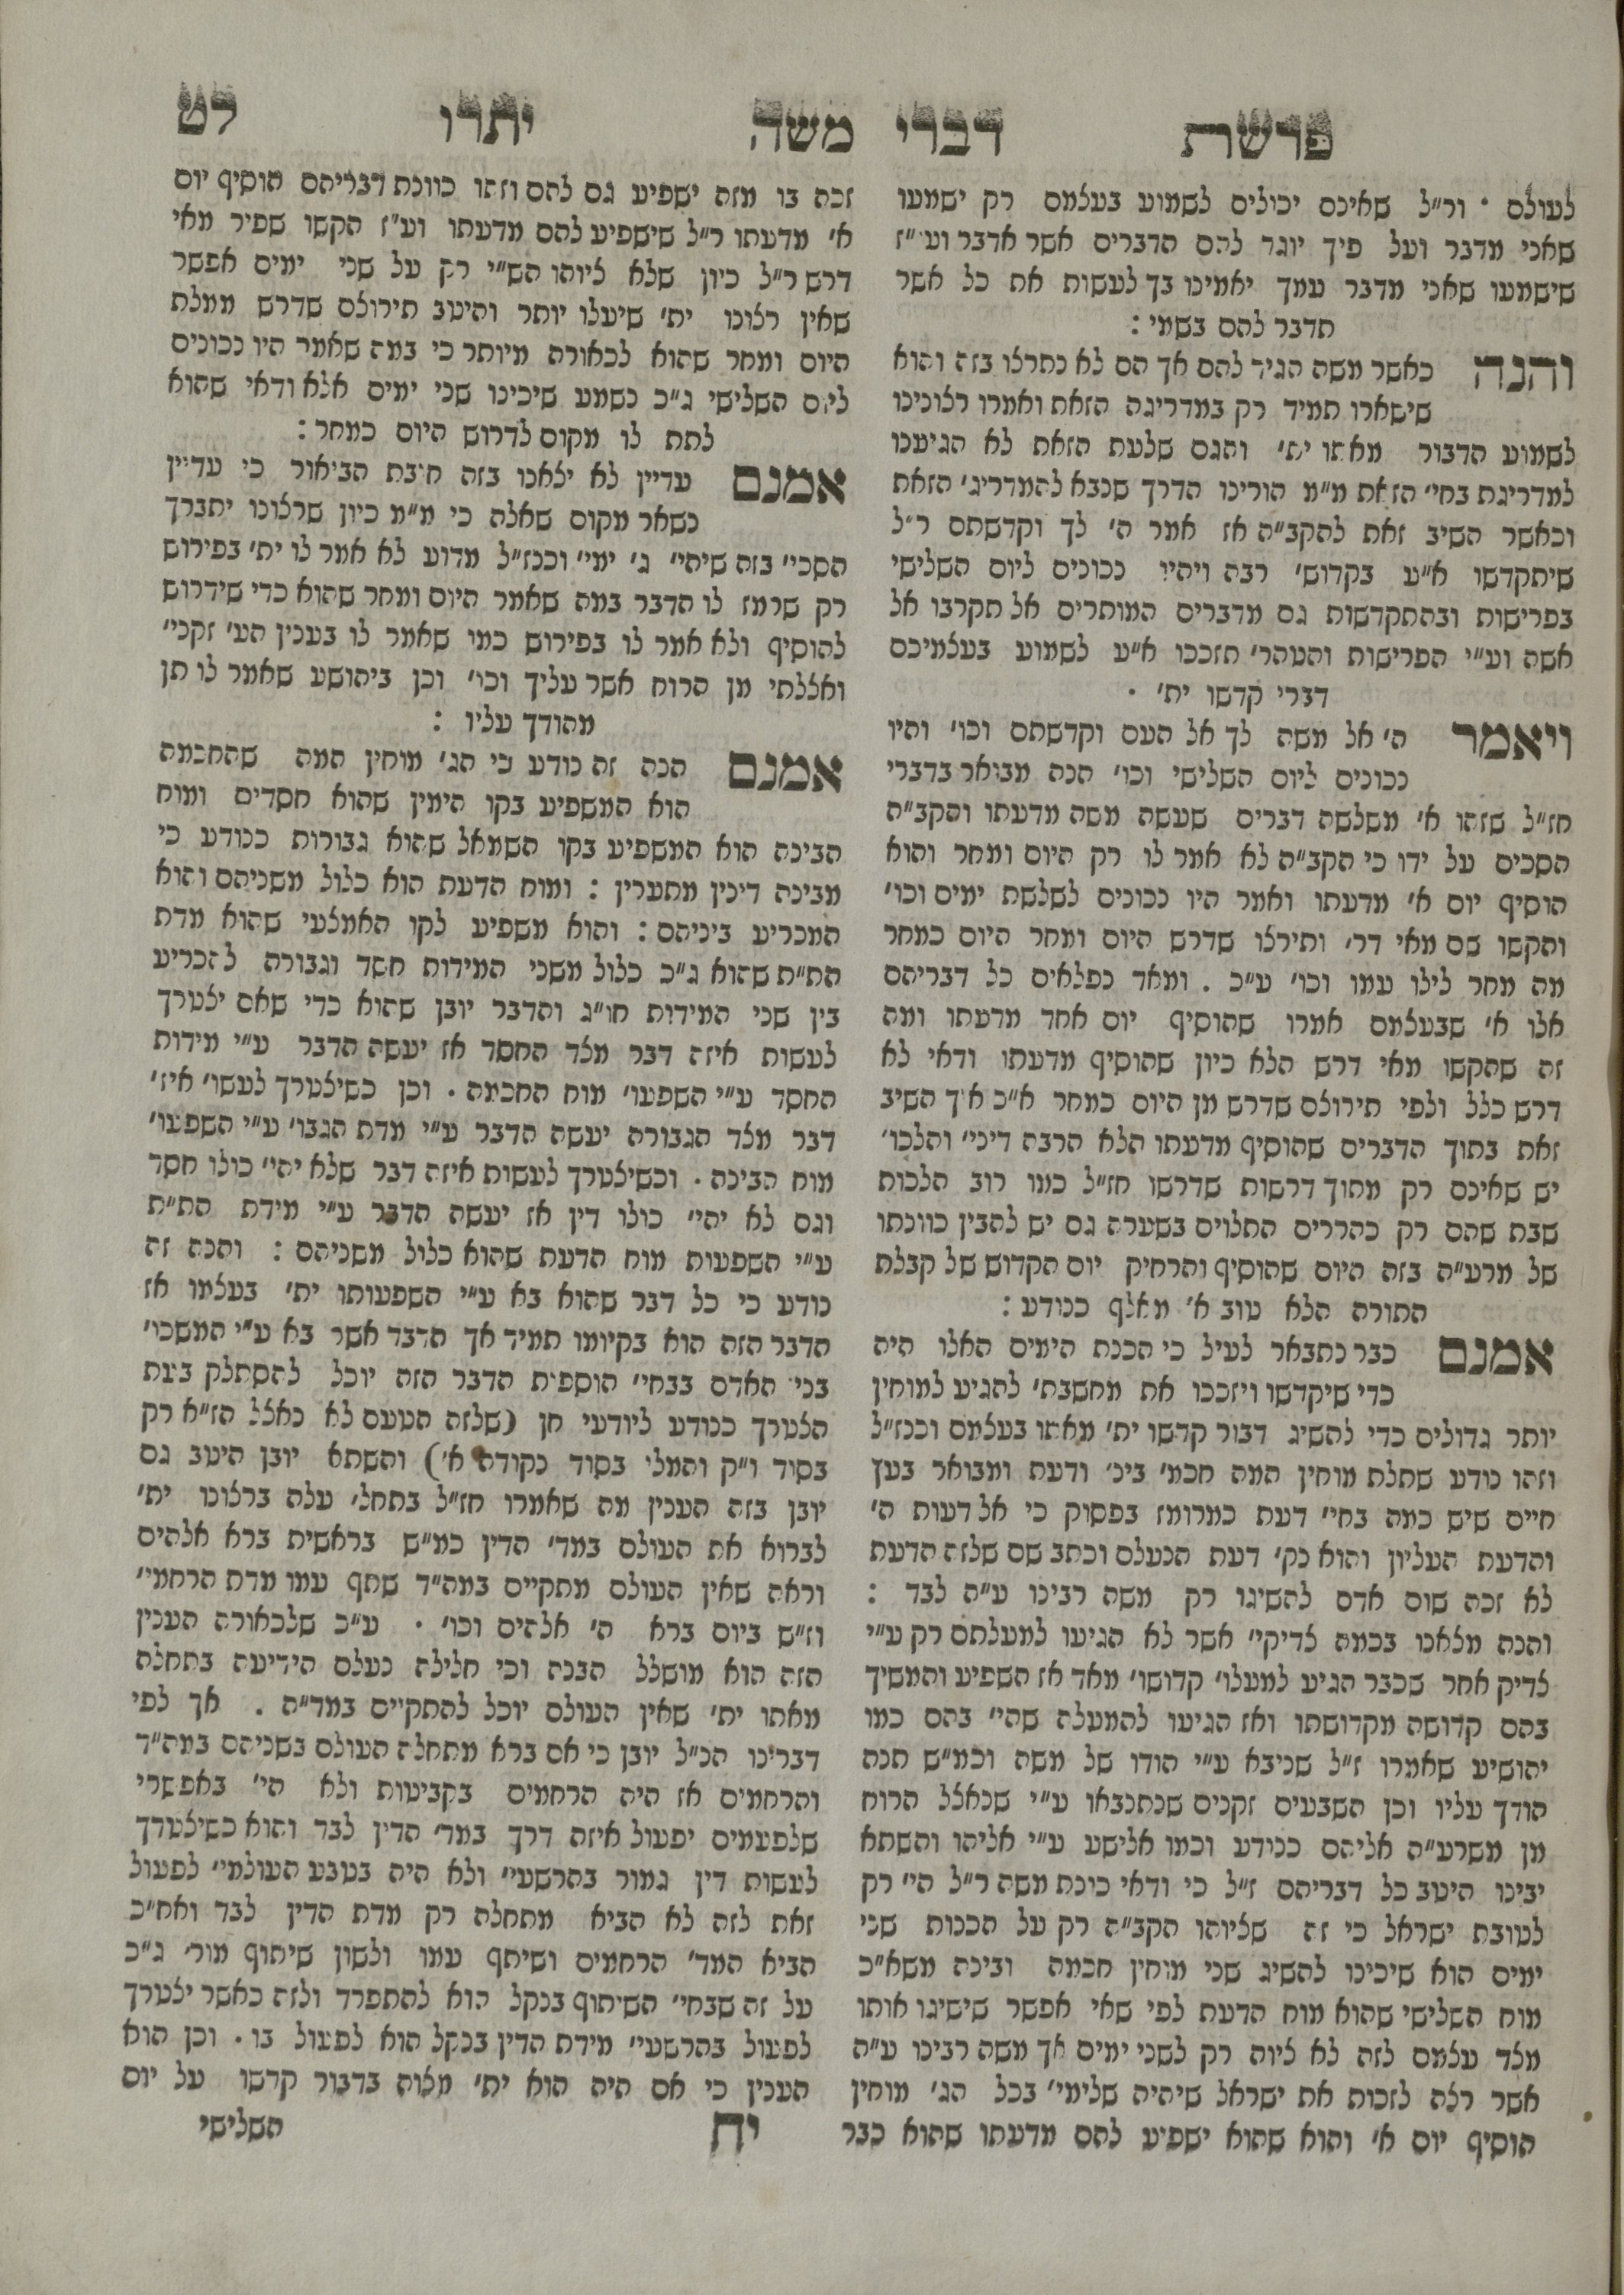 פרשת דברי משה יתרו לט
לעולם · ור"ל שאינם יכולים לשמוע בעצמם רק ישמעו
שאני מדבר ועל פיך יוגד להם הדברים אשר אדבר וע"ז
שישמעו שאני מדבר עמך יאמינו בך לעשות את כל אשר
תדבר להם בשמי :
והנה כאשר משה הגיד להם אך הם לא נתרצו בזה והוא
שישארו תמיד רק במדריגה הזאת ואמרו רצונינו
לשמוע הדבור מאתו ית' והגם שלעת הזאת לא הגיענו
למדריגת בחי' הזאת מ"מ הורינו הדרך שנבא להמדריג' הזאת
וכאשר השיב זאת להקב"ה אז אמר ה' לך וקדשתם ר"ל
שיתקדשו א"ע בקדוש' רבה ויהיו נכונים ליום השלישי
בפרישות ובהתקדשות גם מדברים המותרים אל תקרבו אל
אשה וע"י הפרישות והטהר' תזככו א"ע לשמוע בעצמיכם
דברי קדשו ית' ·
ויאמר ה' אל משה לך אל העם וקדשתם וכו' והיו
נכונים ליום השלישי וכו' הנה מבואר בדברי
חז"ל שזהו א' משלשה דברים שעשה משה מדעתו והקב"ה
הסכים על ידו כי הקב"ה לא אמר לו רק היום ומחר והוא
הוסיף יום א' מדעתו ואמר היו נכונים לשלשת ימים וכו'
והקשו שם מאי דר' ותירצו שדרש היום ומחר היום כמחר
מה מחר לילו עמו וכו' ע"כ . ומאד נפלאים כל דבריהם
אלו א' שבעצמם אמרו שהוסיף יום אחד מדעתו ומה
זה שהקשו מאי דרש הלא כיון שהוסיף מדעתו ודאי לא
דרש כלל ולפי תירוצם שדרש מן היום כמחר א"כ איך השיב
זאת בתוך הדברים שהוסיף מדעתו הלא הרבה דיני' והלכו'
יש שאינם רק מתוך דרשות שדרשו חז"ל כמו רוב הלכות
שבת שהם רק כהררים התלוים בשערה גם יש להבין כוונתו
של מרע"ה בזה היום שהוסיף והרחיק יום הקדוש של קבלת
התורה הלא טוב א' מאלף כנודע :
אמנם כבר נתבאר לעיל כי הכנת הימים האלו היה
כדי שיקדשו ויזככו את מחשבת' להגיע למוחין
יותר גדולים כדי להשיג דבור קדשו ית' מאתו בעצמם וכנז"ל
וזהו נודע שתלת מוחין המה חכמ' בינ' ודעת ומבואר בעץ
חיים שיש כמה בחי' דעת כמרומז בפסוק כי אל דעות ה'
והדעת העליון והוא נק' דעת הנעלם וכתב שם שלזה הדעת
לא זכה שום אדם להשיגו רק משה רבינו ע"ה לבד :
והנה מצאנו בכמה צדיקי' אשר לא הגיעו למעלתם רק ע"י
צדיק אחר שכבר הגיע למעלו' קדושו' מאד אז השפיע והמשיך
בהם קדושה מקדושתו ואז הגיעו להמעלה שהי' בהם כמו
יהושיע שאמרו ז"ל שניבא ע"י הודו של משה וכמ"ש תנה
הודך עליו וכן השבעים זקנים שנתנבאו ע"י שנאצל הרוח
מן משרע"ה אליהם כנודע וכמו אלישע ע"י אליהו והשתא
יבינו היטב כל דבריהם ז"ל כי ודאי כונת משה ר"ל הי' רק
לטובת ישראל כי זה שליוהו הקב"ה רק על הכנות שני
ימים הוא שיכינו להשיג שני מוחין חכמה ובינה משא"כ
מוח השלישי שהוא מוח הדעת לפי שאי אפשר שישיגו אותו
מצד עצמם לזה לא ציוה רק לשני ימים אך משה רבינו ע"ה
אשר רצה לזכות את ישראל שיהיה שלימי' בכל הג' מוחין
הוסיף יום א' והוא שהוא ישפיע להם מדעתו שהוא כבר
זכה בו מזה ישפיע גם להם וזהו כוונת דבריהם הוסיף יום
א' מדעתו ר"ל שישפיע להם מדעתו וע"ז הקשו שפיר מאי
דרש ר"ל כיון שלא ציוהו הש"י רק על שני ימים אפשר
שאין רצונו ית' שיעלו יותר והיטב תירוצם שדרש ממלת
היום ומחר שהוא לכאורה מיותר כי במה שאמר היו נכונים
ליום השלישי ג"כ נשמע שיכינו שני ימים אלא ודאי שהוא
לתת לו מקום לדרוש היום כמחר :
אמנם עדיין לא יצאנו בזה חובת הביאור כי עדיין
נשאר מקום שאלה כי מ"מ כיון שרצונו יתברך
הסכי' בזה שיהי' ג' ימי' וכנז"ל מדוע לא אמר לו ית' בפירוש
רק שרמז לו הדבר במה שאמר היום ומחר שהוא כדי שידרוש
להוסיף ולא אמר לו בפירוש כמו שאמר לו בענין הע' זקני'
ואצלתי מן הרוח אשר עליך וכו' וכן ביהושע שאמר לו תן
מהודך עליו :
אמנם הנה זה נודע כי הג' מוחין המה שהחכמה
הוא המשפיע בקו הימין שהוא חסדים ומוח
הבינה הוא המשפיע בקו השמאל שהוא גבורות כנודע כי
מבינה דינין מתערין : ומוח הדעת הוא כלול משניהם והוא
המכריע ביניהם : והוא משפיע לקו האמצעי שהוא מדת
הת"ת שהוא ג"כ כלול משני המידות חסד וגבורה להכריע
בין שני המידות חו"ג והדבר יובן שהוא כדי שאם יצטרך
לעשות איזה דבר מצד החסד אז יעשה הדבר ע"י מידות
החסד ע"י השפעו' מוח החכמה · וכן כשיצטרך לעשו' איז'
דבר מצד הגבורה יעשה הדבר ע"י מדת הגבו' ע"י השפעו'
מוח הבינה · וכשיצטרך לעשות איזה דבר שלא יהי' כולו חסד
וגם לא יהי' כולו דין אז יעשה הדבר ע"י מידת הת"ת
ע"י השפעות מוח הדעת שהוא כלול משניהם : והנה זה
נודע כי כל דבר שהוא בא ע"י השפעותו ית' בעצמו אז
הדבר הזה הוא בקיומו תמיד אך הדבר אשר בא ע"י המשכו'
בני האדם בבחי' הוספות הדבר הזה יוכל להסתלק בעת
הצטרך כנודע ליודעי חן (שלזה הטעם לא נאצל הז"א רק
בסוד ו"ק והמלי בסוד נקודה א') והשתא יובן היטב גם
יובן בזה הענין מה שאמרו חז"ל בתחל' עלה ברצונו ית'
לברוא את העולם במד' הדין כמ"ש בראשית ברא אלהים
וראה שאין העולם מתקיים במה"ד שתף עמו מדת הרחמי'
וז"ש ביום ברא ה' אלהים וכו' · ע"כ שלכאורה הענין
הזה הוא מושלל הבנה וכי חלילה נעלם הידיעה בתחלה
מאתו ית' שאין העולם יוכל להתקיים במד"ה . אך לפי
דברינו הנ"ל יובן כי אם ברא מתחלה העולם בשניהם במה"ד
והרחמים אז היה הרחמים בקביטות ולא הי' באפשרי
שלפעמים יפעול איזה דרך במד' הדין לבד והוא כשיצטרך
לעשות דין גמור בהרשעי' ולא היה בטבע העולמי' לפעול
זאת לזה לא הביא מתחלה רק מדת הדין לבד ואח"כ
הביא המד' הרחמים ושיתף עמו ולשון שיתוף מור' ג"כ
על זה שבחי' השיתוף בנקל הוא להתפרד ולזה כאשר יצטרך
לפעול בהרשעי' מידת הדין בנקל הוא לפעול בו · וכן הוא
הענין כי אם היה הוא ית' מצוה בדבור קדשו על יום
יח השלישי